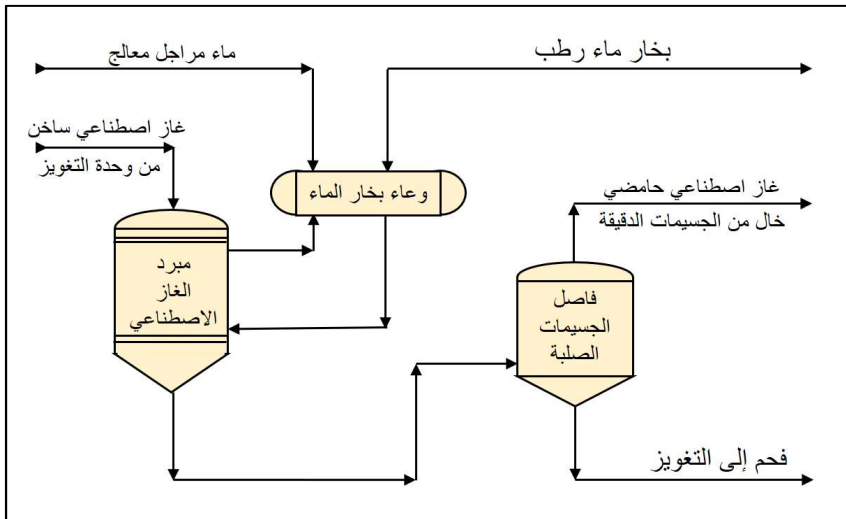 ماء مراجل معالج
بخار ماء رطب
غاز اصطناعي ساخن
من وحدة التغويز
وعاء بخار الماء
غاز اصطناعي حامضي
خال من الجسيمات الدقيقة
مبرد
الغاز
الاصطناعي
فاصل
الجسيمات
الصلبة
فحم إلى التغويز